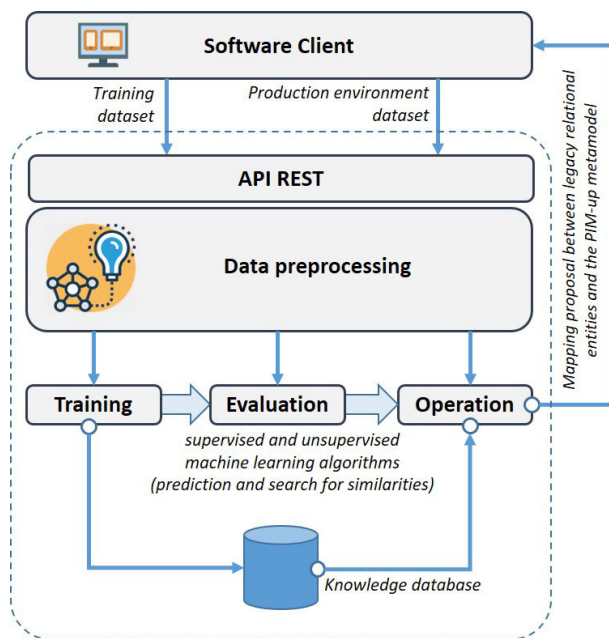 Software Client
Training
dataset
Production environment
dataset
API REST
Data preprocessing
Mapping proposal between legacy relational
entities and the PIM-up metamodel
Training
Evaluation
Operation
supervised and unsupervised
machine learning algorithms
(prediction and search for similarities)
Knowledge database